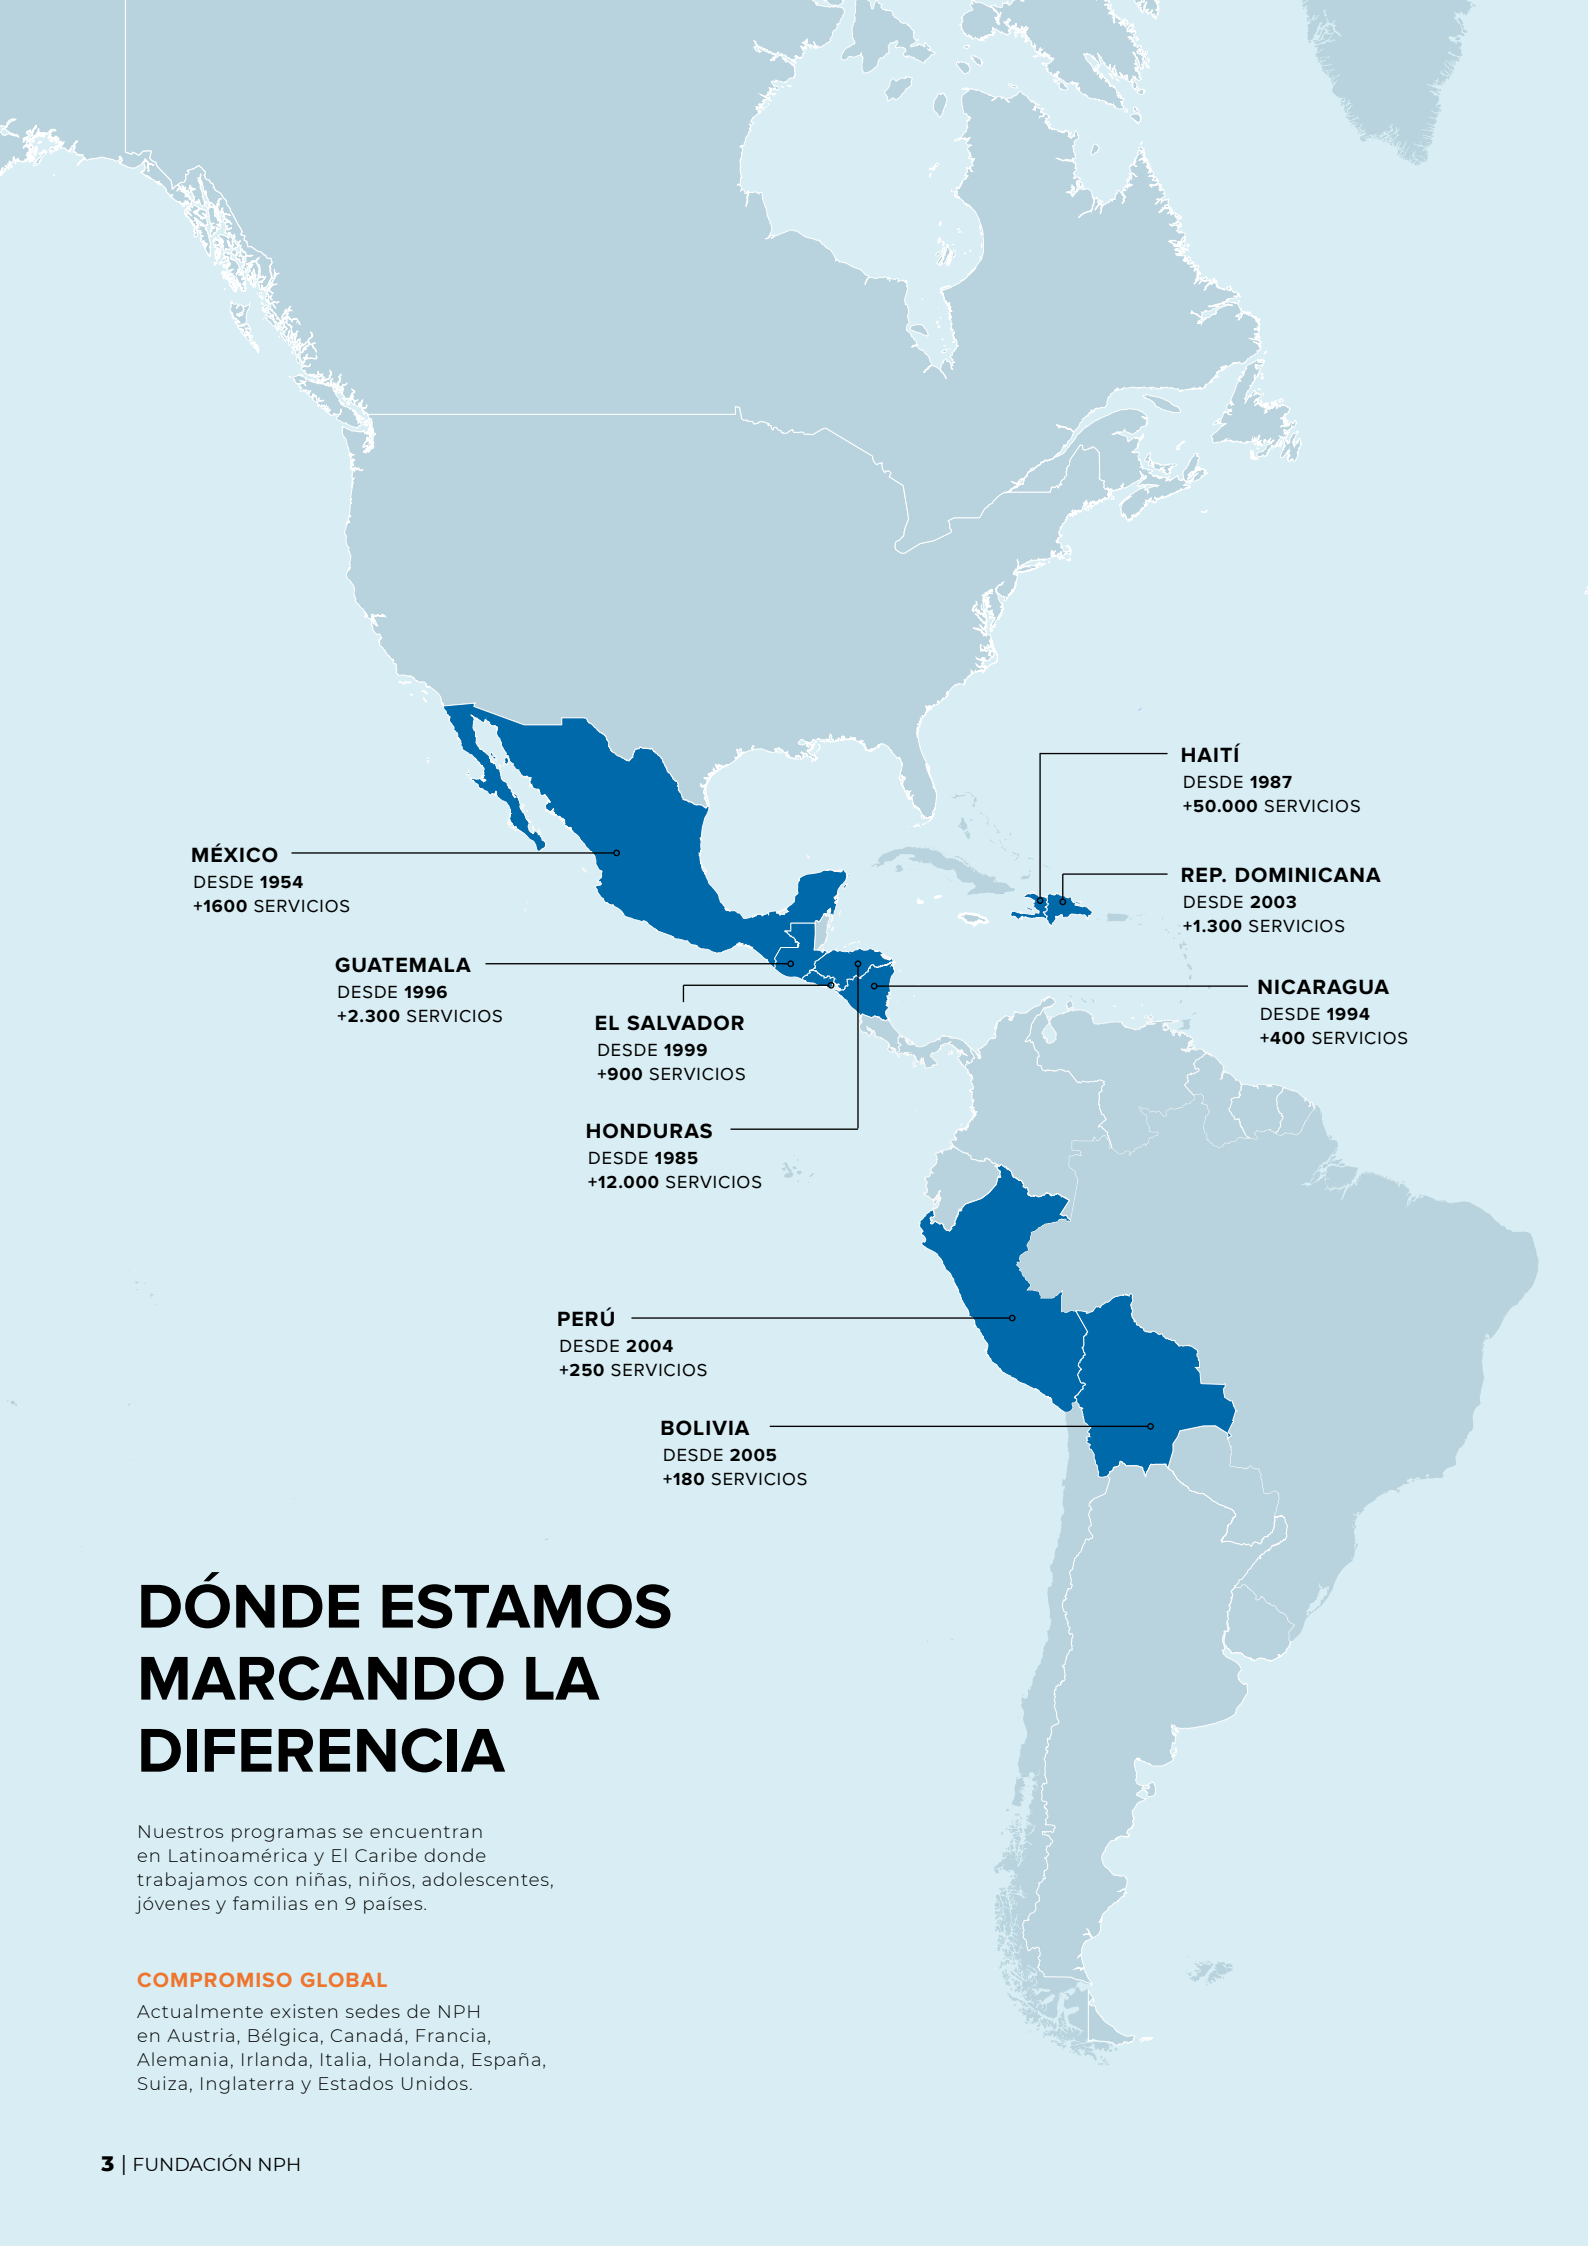 HAITÍ
DESDE 1987
+50.000 SERVICIOS
MÉXICO
DESDE 1954
+1600 SERVICIOS
REP. DOMINICANA
DESDE 2003
+1.300 SERVICIOS
GUATEMALA
DESDE 1996
+2.300 SERVICIOS
NICARAGUA
DESDE 1994
+400 SERVICIOS
EL SALVADOR
DESDE 1999
+900 SERVICIOS
HONDURAS
DESDE 1985
+12.000 SERVICIOS
PERÚ
DESDE 2004
+250 SERVICIOS
BOLIVIA
DESDE 2005
+180 SERVICIOS
DÓNDE ESTAMOS
MARCANDO LA
DIFERENCIA
Nuestros programas se encuentran
en Latinoamérica y El Caribe donde
trabajamos con niñas, niños, adolescentes,
jóvenes y familias en 9 países.
COMPROMISO GLOBAL
Actualmente existen sedes de NPH
en Austria, Bélgica, Canadá, Francia,
Alemania, Irlanda, Italia, Holanda, España,
Suiza, Inglaterra y Estados Unidos.
3 | FUNDACIÓN NPH